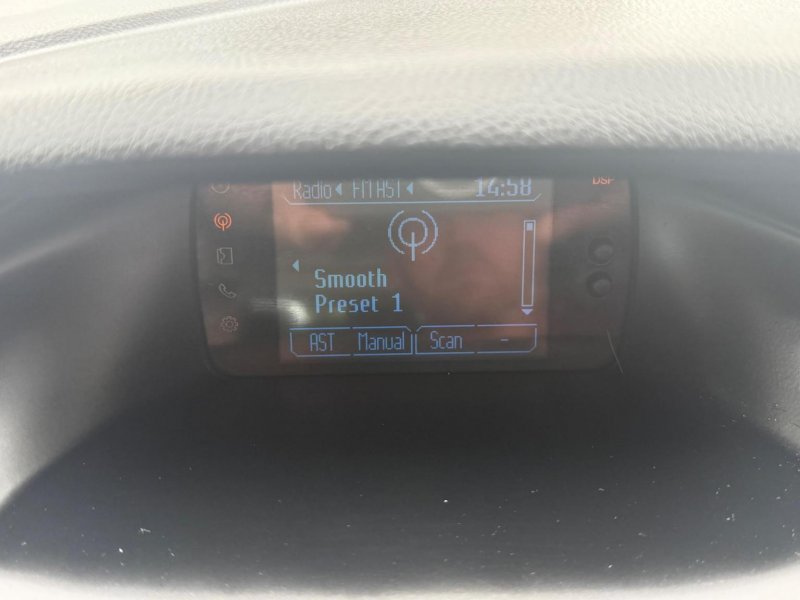 Radio FM AST 14:58
DSP
Smooth
Preset 1
AST Manual Scan -